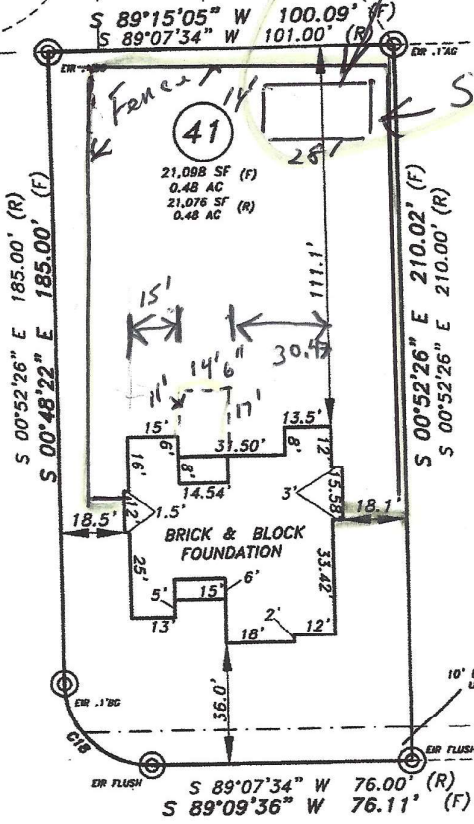 S 89°15'05" W 100.09' (F)
S 89°07'34" W 101.00' (R)
EIR .1'AG
14'
S
Fence
41
28'
21,098 SF (F)
0.48 AC
21,076 SF (R)
0.48 AC
S 00°52'26" E 185.00' (R)
S 00°48'22" E 185.00' (F)
S 00°52'26" E 210.02' (F)
S 00°52'26" E 210.00' (R)
111.1'
15'
30.47
14'6"
11'
17'
15'
6'
31.50'
13.5'
8'
12'
16'
8'
14.54'
3'
15.58
12'
1.5'
18.5'
18.1'
BRICK & BLOCK
FOUNDATION
25'
33.42'
6'
5'
15'
2'
13'
18'
12'
36.0'
10'
EIR .1'BG
C18
EIR FLUSH
EIR FLUSH
S 89°07'34" W 76.00' (R)
S 89°09'36" W 76.11' (F)